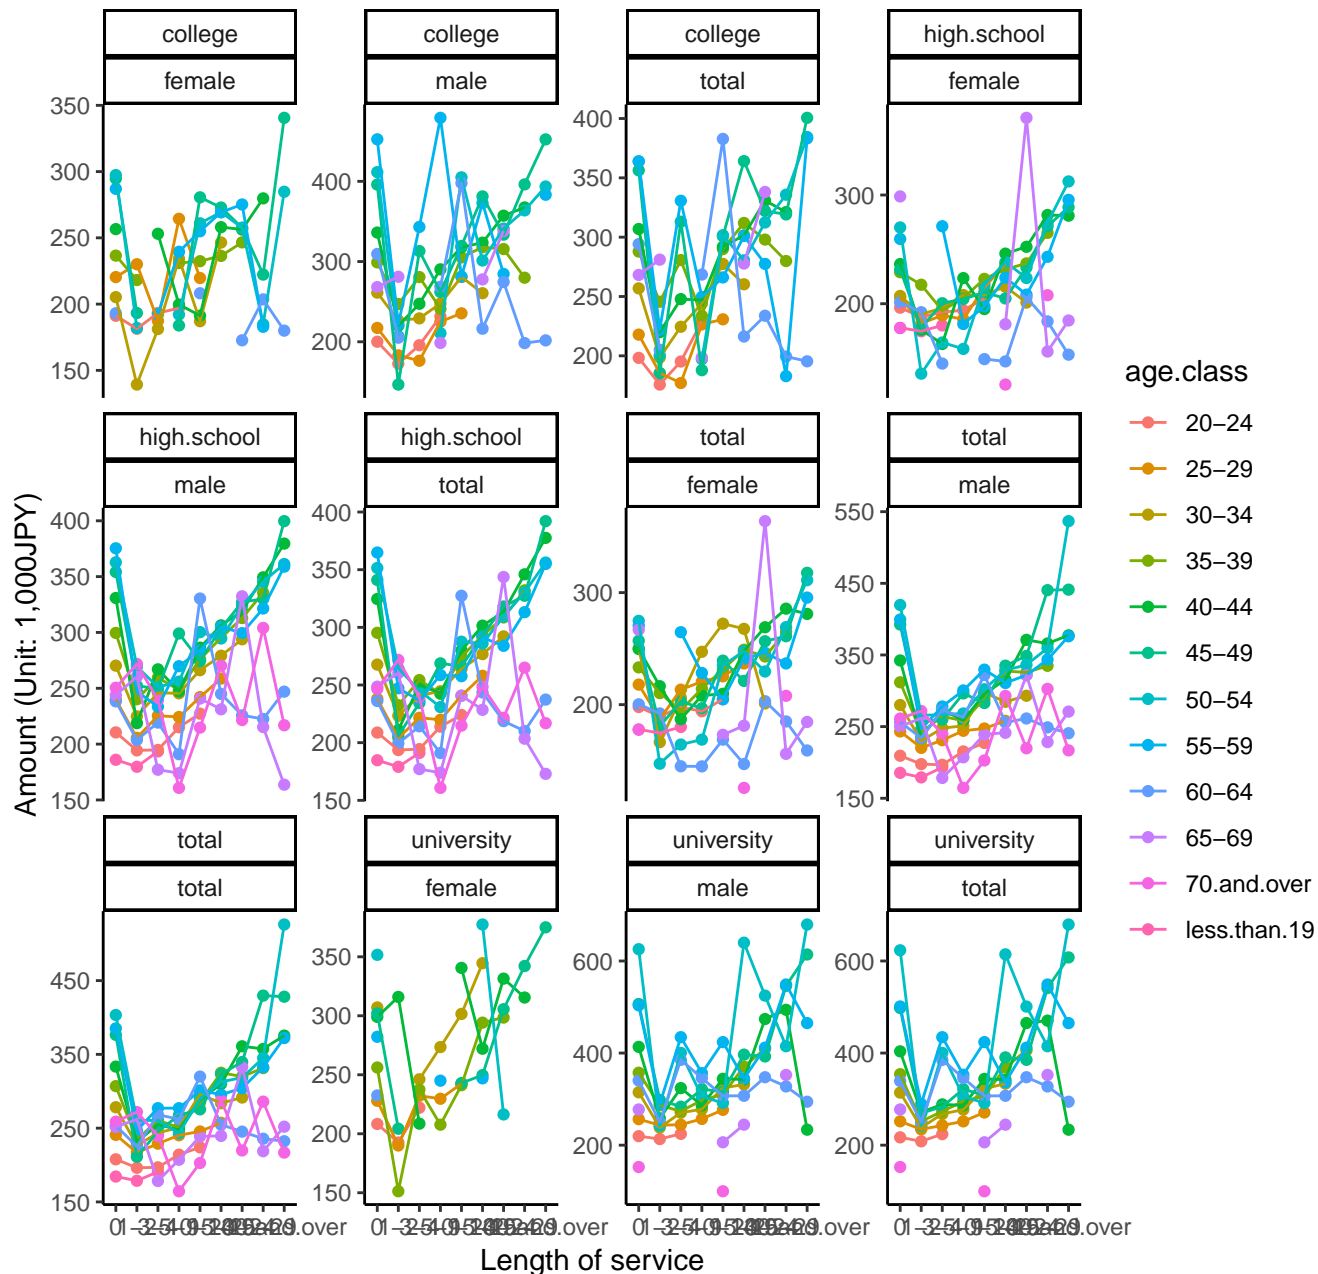 college
college
college
high.school
female
male
total
female
350
300
250
200
150
400
300
200
400
350
300
250
200
300
200
high.school
high.school
total
total
male
total
female
male
400
350
300
250
200
150
400
350
300
250
200
150
300
200
550
450
350
250
150
total
university
university
university
total
female
male
total
450
350
250
150
350
300
250
200
150
600
400
200
600
400
200
Length of service
Amount (Unit: 1,000JPY)
age.class
20−24
25−29
30−34
35−39
40−44
45−49
50−54
55−59
60−64
65−69
70.and.over
less.than.19